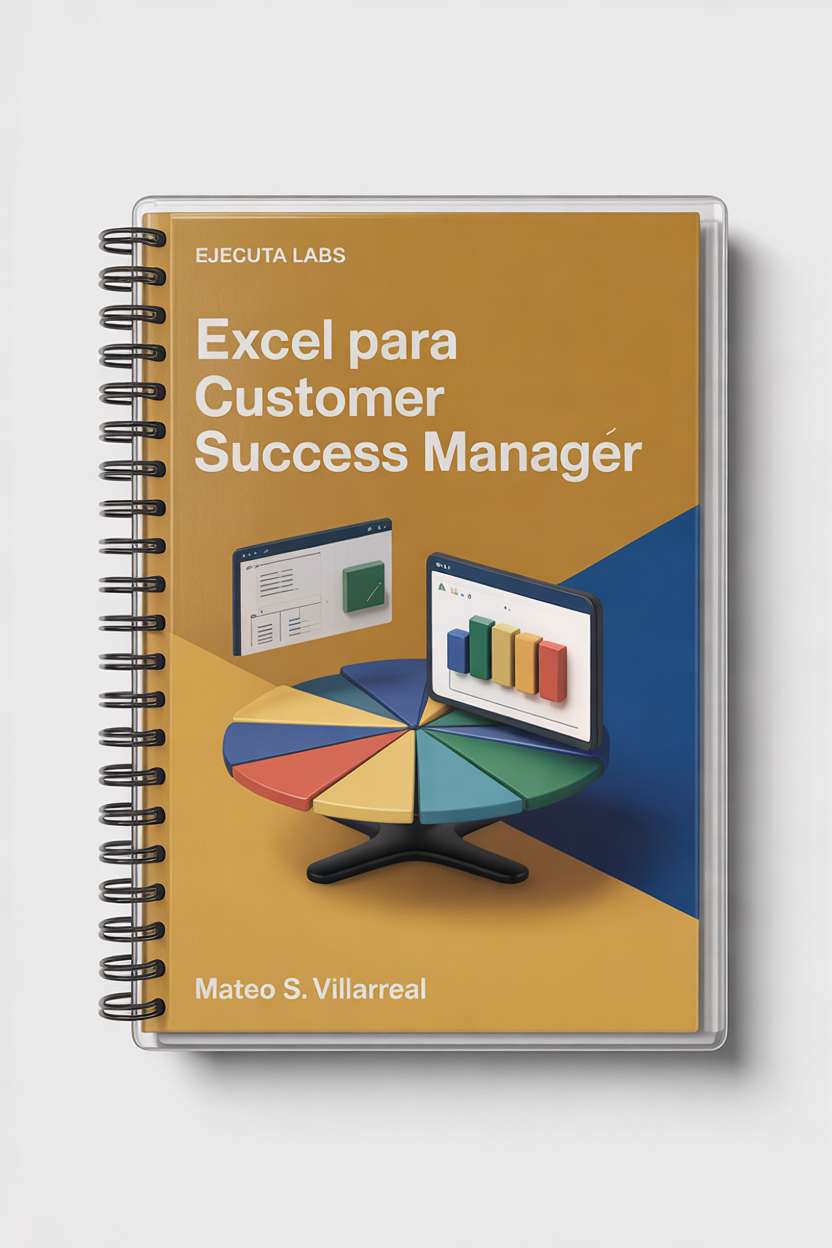 EJECUTA LABS
Excel para
Customer
Success Managér
Mateo S. Villarreal